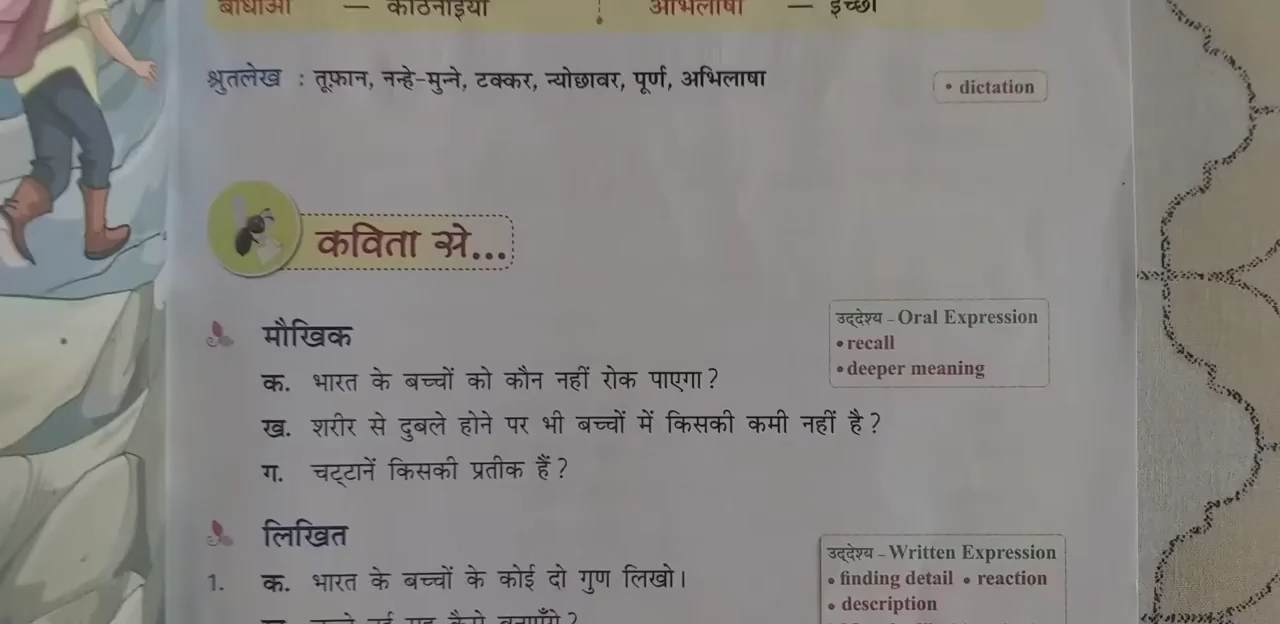 बाधाओं — कठिनाइयाँ अभिलाषा — इच्छा
श्रुतलेख : तूफ़ान, नन्हे-मुन्ने, टक्कर, न्योछावर, पूर्ण, अभिलाषा
• dictation
कविता से...
मौखिक
उद्देश्य – Oral Expression
• recall
• deeper meaning
क. भारत के बच्चों को कौन नहीं रोक पाएगा?
ख. शरीर से दुबले होने पर भी बच्चों में किसकी कमी नहीं है?
ग. चट्टानें किसकी प्रतीक हैं?
लिखित
उद्देश्य – Written Expression
• finding detail • reaction
• description
1. क. भारत के बच्चों के कोई दो गुण लिखो।